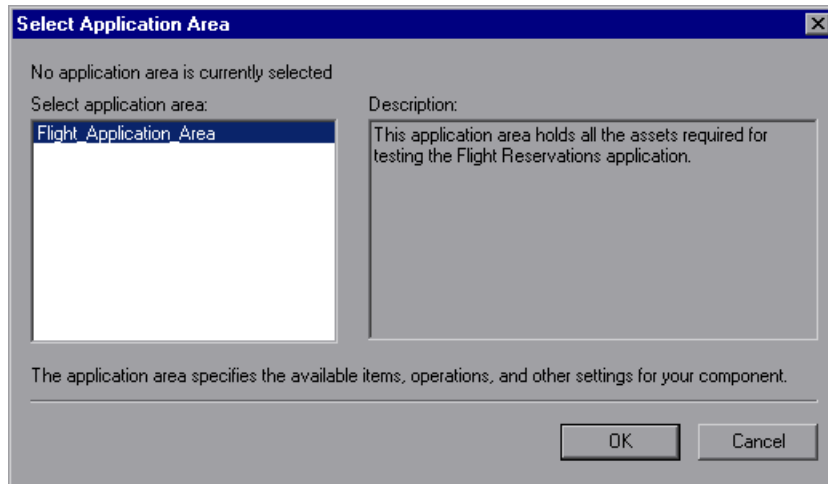 Select Application Area
No application area is currently selected
Select application area:
Description:
Flight_Application_Area
This application area holds all the assets required for
testing the Flight Reservations application.
The application area specifies the available items, operations, and other settings for your component.
OK
Cancel